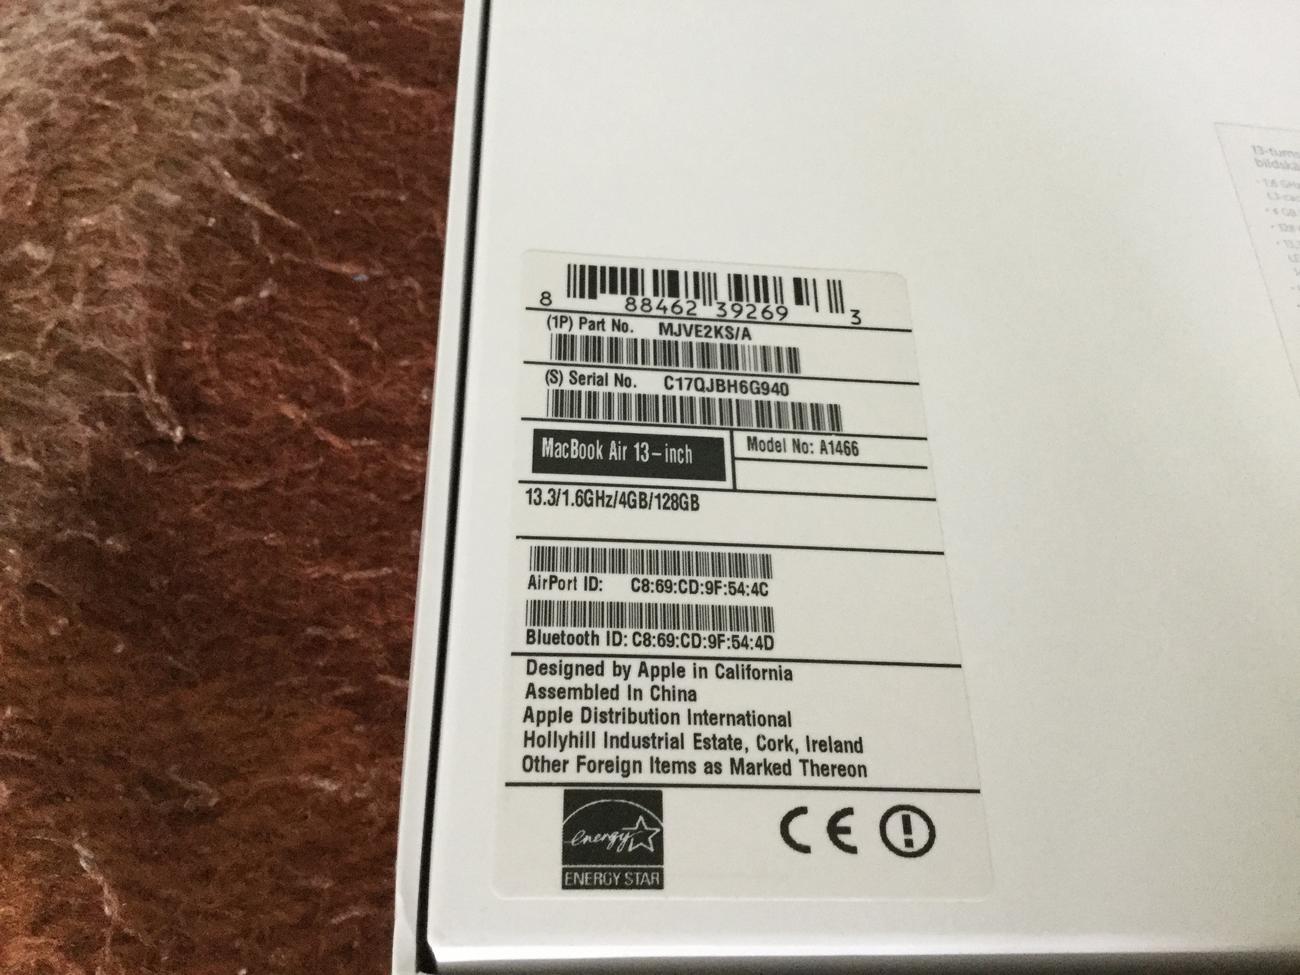 8 88462 39269 3
(1P) Part No. MJVE2KS/A
(S) Serial No. C17QJBH6G940
MacBook Air 13-inch
Model No: A1466
13.3/1.6GHz/4GB/128GB
AirPort ID: C8:69:CD:9F:54:4C
Bluetooth ID: C8:69:CD:9F:54:4D
Designed by Apple in California
Assembled In China
Apple Distribution International
Hollyhill Industrial Estate, Cork, Ireland
Other Foreign Items as Marked Thereon
energy
ENERGY STAR
CE
13-tums